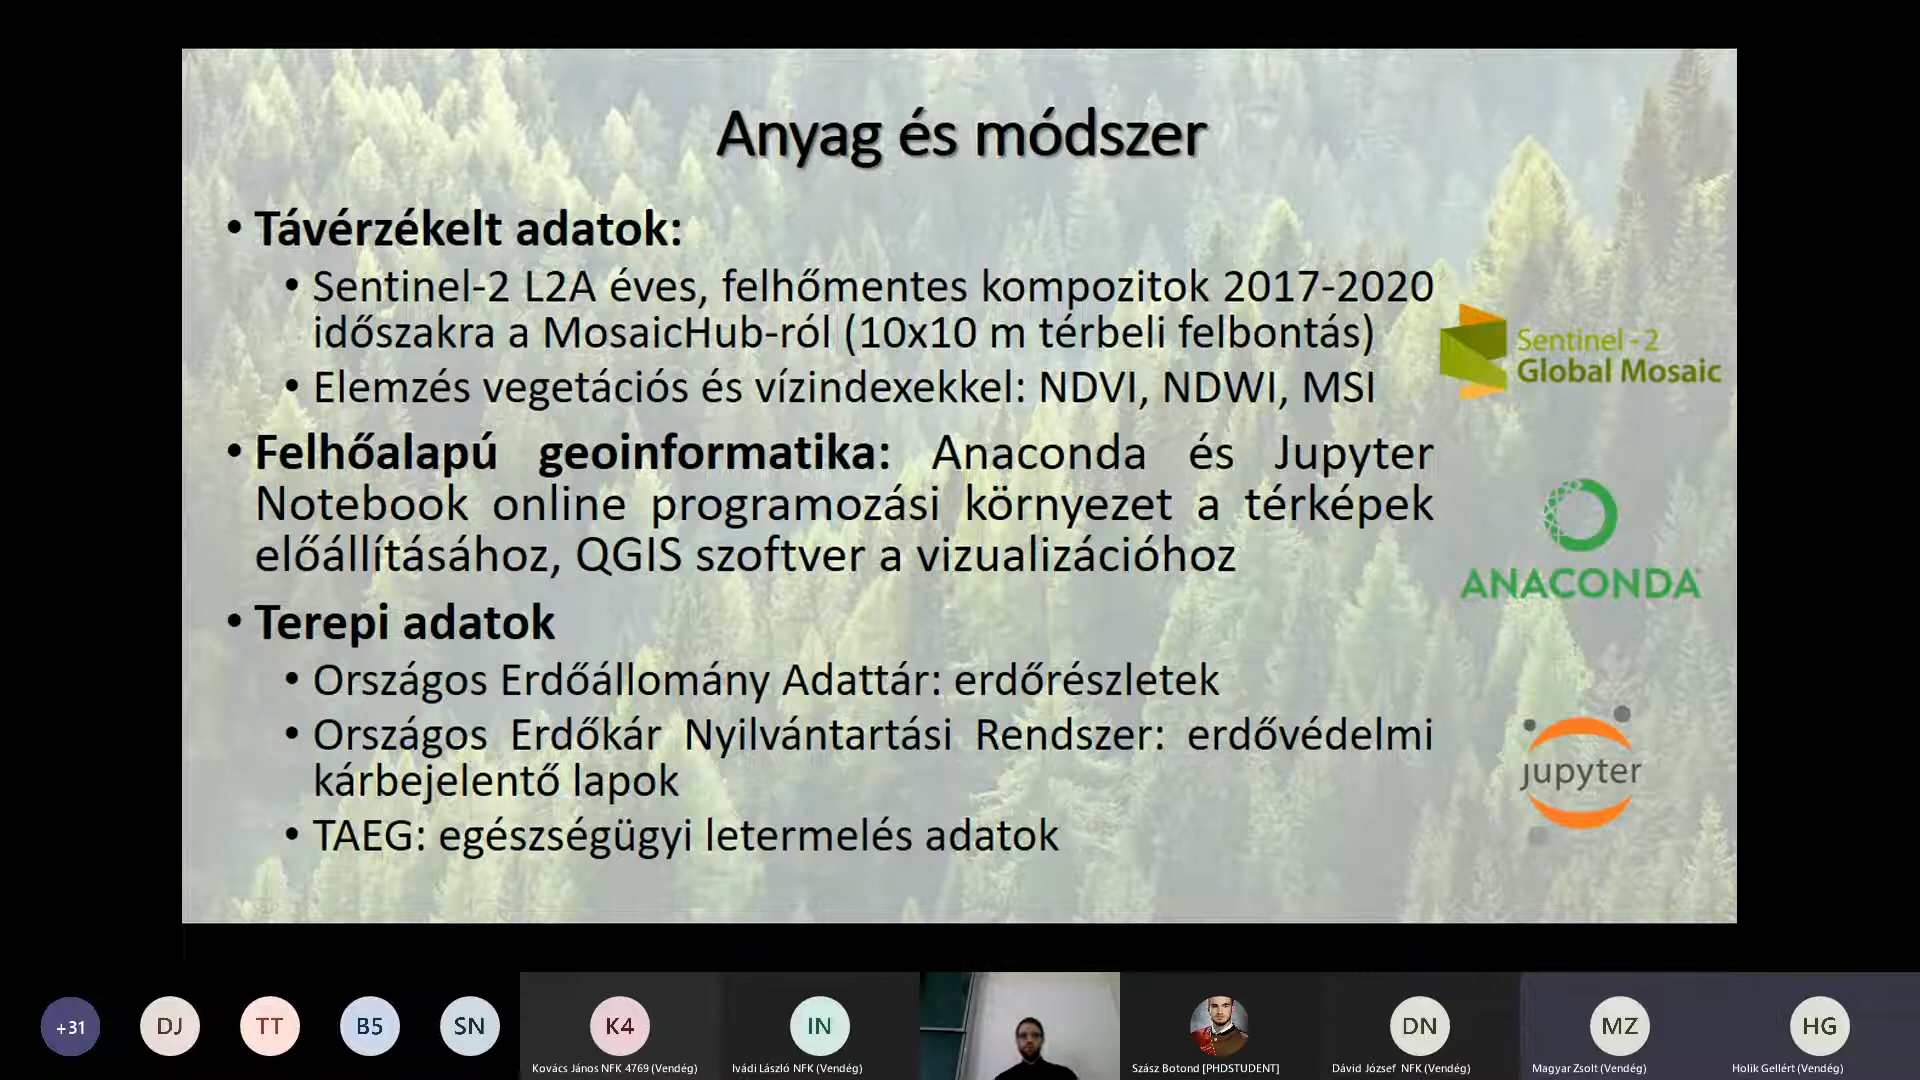 Anyag és módszer
• Távérzékelt adatok:
• Sentinel-2 L2A éves, felhőmentes kompozitok 2017-2020
időszakra a MosaicHub-ról (10x10 m térbeli felbontás)
• Elemzés vegetációs és vízindexekkel: NDVI, NDWI, MSI
Sentinel - 2
Global Mosaic
• Felhőalapú geoinformatika: Anaconda és Jupyter
Notebook online programozási környezet a térképek
előállításához, QGIS szoftver a vizualizációhoz
ANACONDA
• Terepi adatok
• Országos Erdőállomány Adattár: erdőrészletek
• Országos Erdőkár Nyilvántartási Rendszer: erdővédelmi
kárbejelentő lapok
• TAEG: egészségügyi letermelés adatok
jupyter
+31
DJ
TT
B5
SN
K4
IN
DN
MZ
HG
Kovács János NFK 4769 (Vendég)
Ivádi László NFK (Vendég)
Szász Botond [PHDSTUDENT]
Dávid József NFK (Vendég)
Magyar Zsolt (Vendég)
Holik Gellért (Vendég)